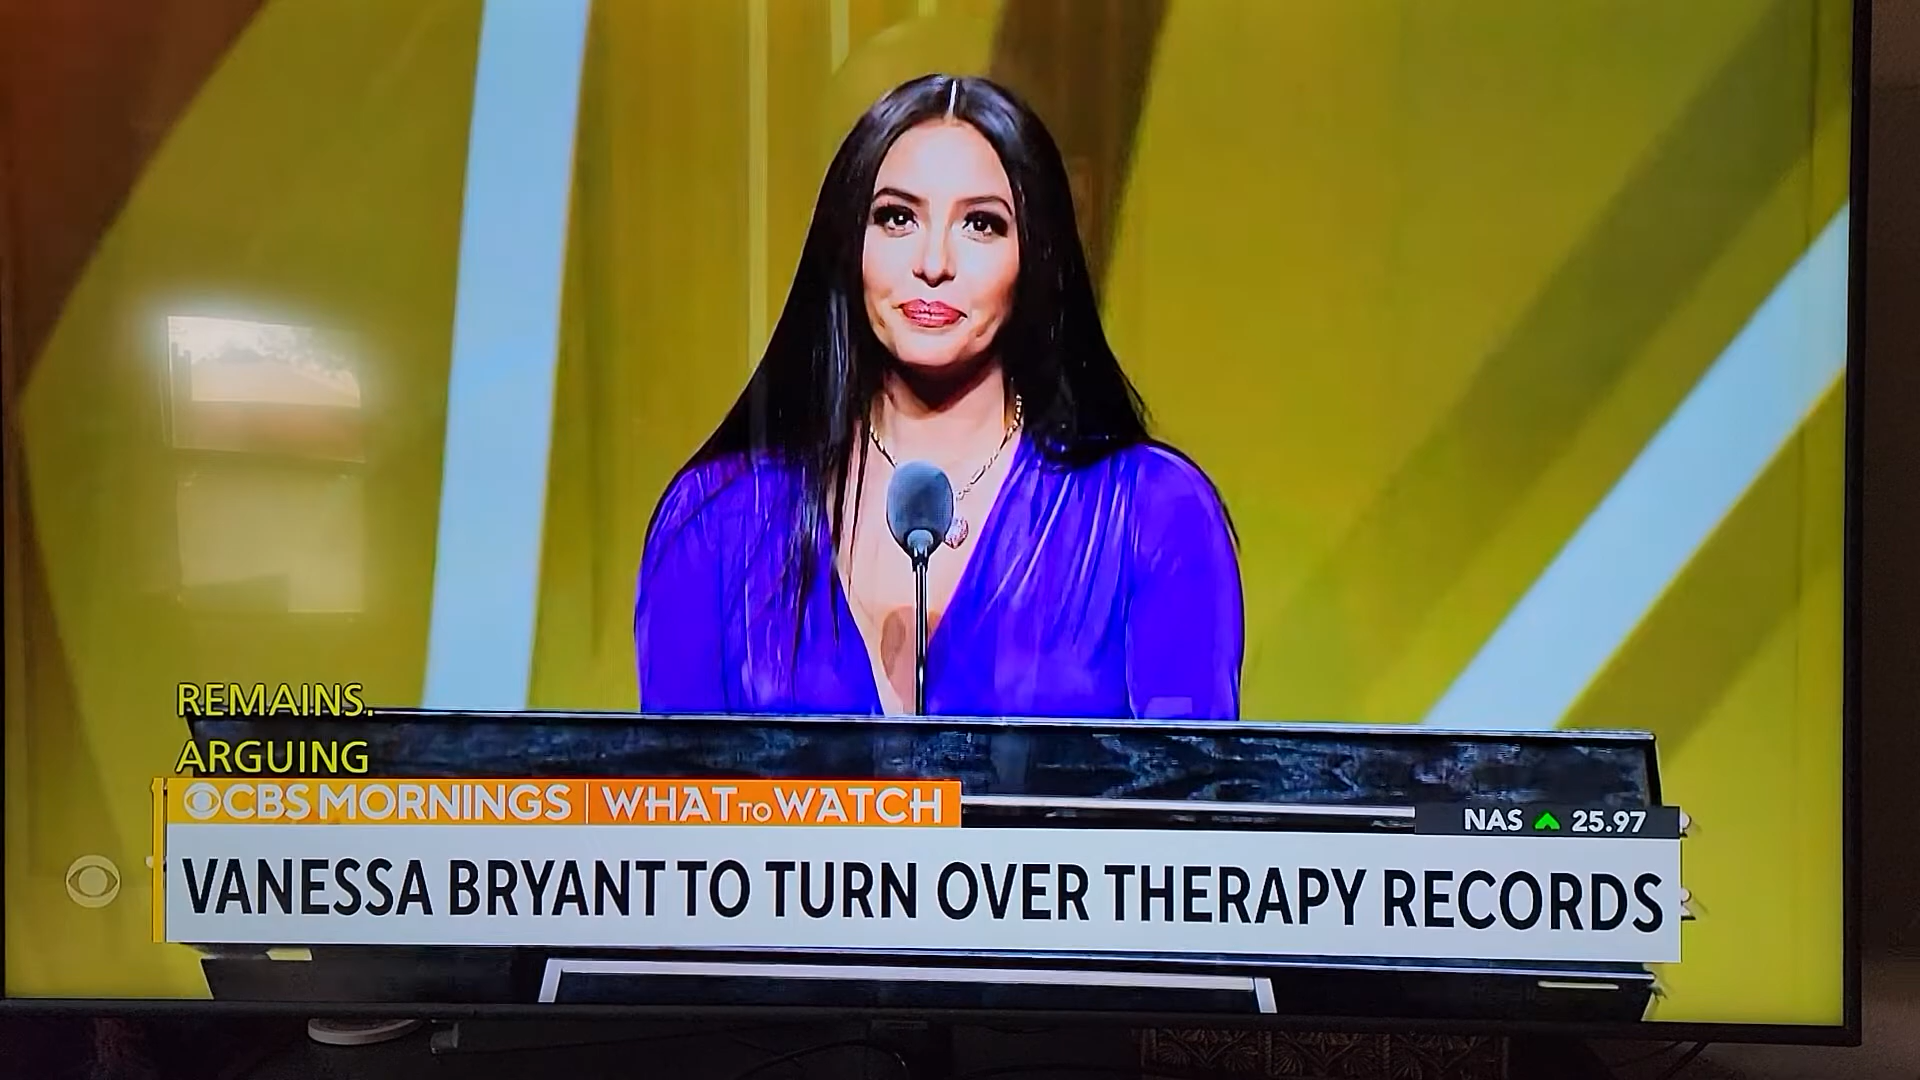 REMAINS.
ARGUING
CBS MORNINGS WHAT TO WATCH
NAS 25.97
VANESSA BRYANT TO TURN OVER THERAPY RECORDS